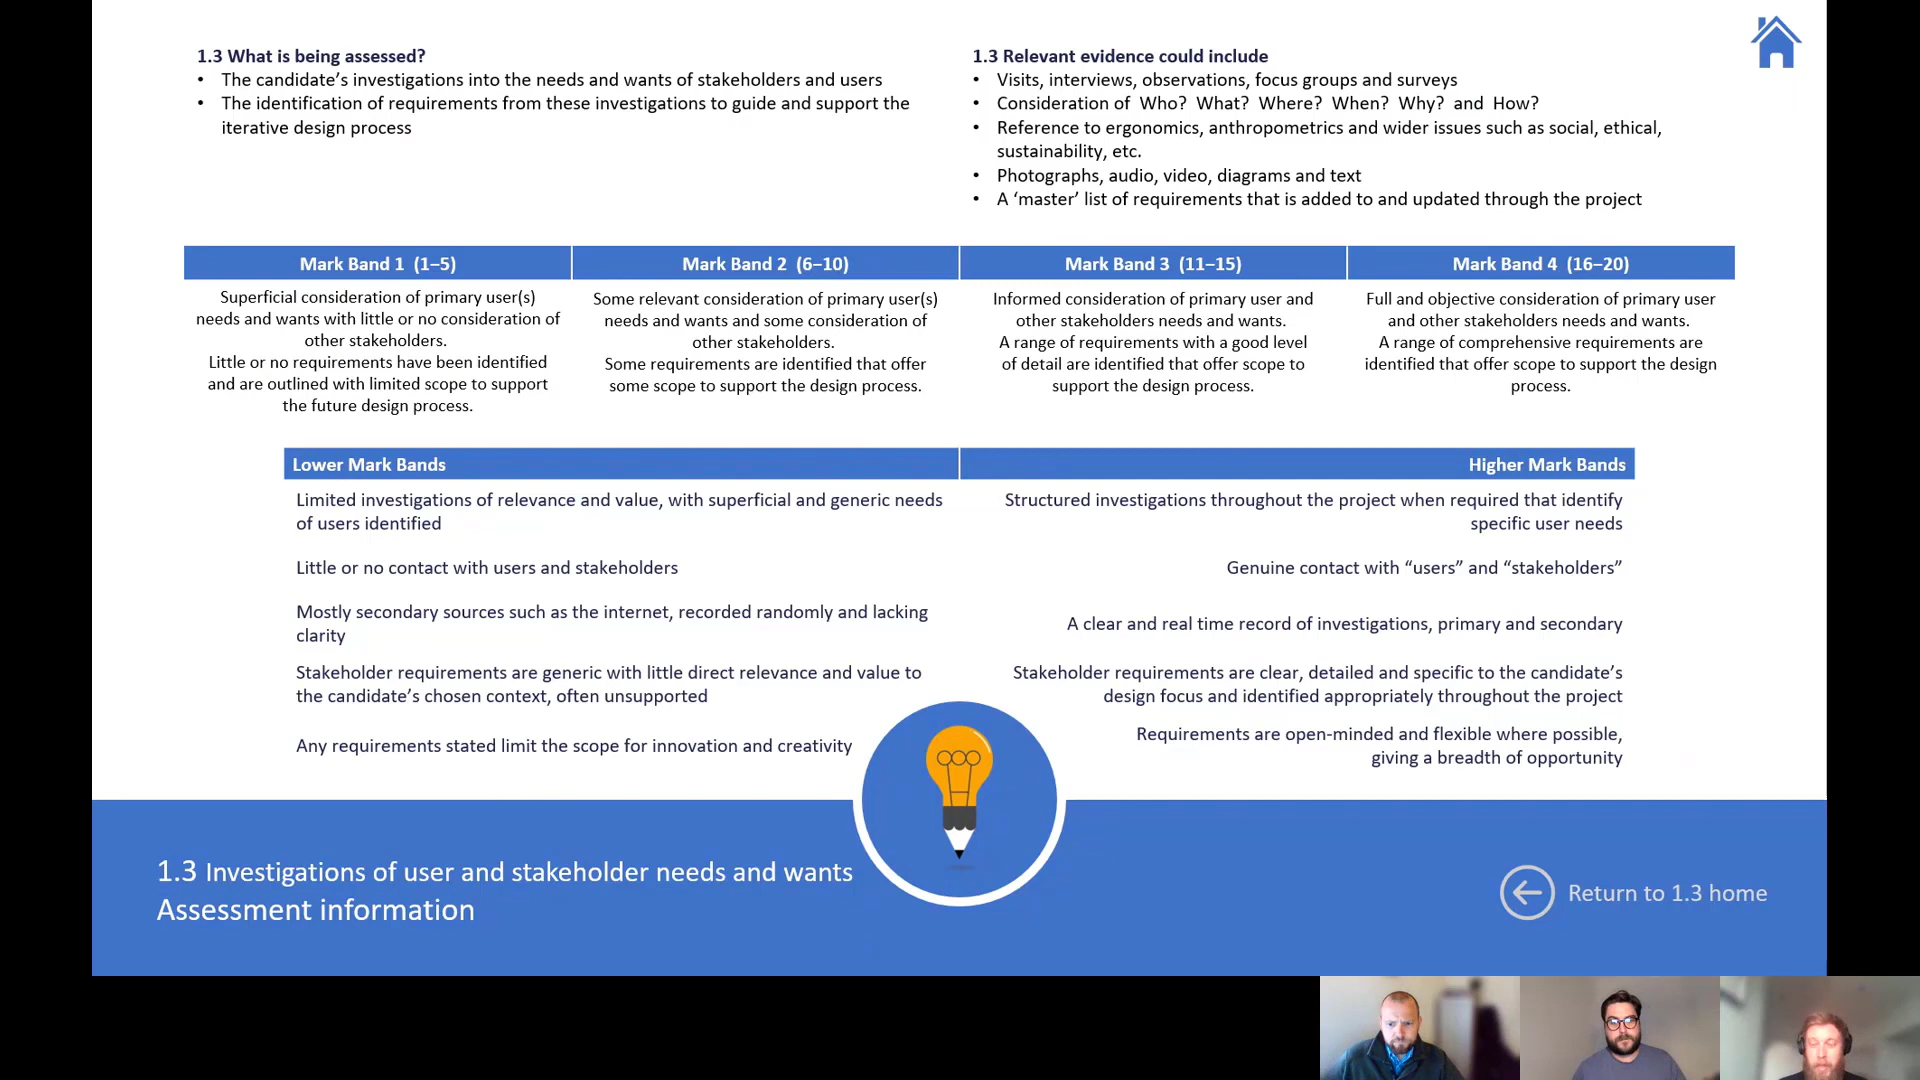 1.3 What is being assessed?
• The candidate’s investigations into the needs and wants of stakeholders and users
• The identification of requirements from these investigations to guide and support the
iterative design process
1.3 Relevant evidence could include
• Visits, interviews, observations, focus groups and surveys
• Consideration of Who? What? Where? When? Why? and How?
• Reference to ergonomics, anthropometrics and wider issues such as social, ethical,
sustainability, etc.
• Photographs, audio, video, diagrams and text
• A ‘master’ list of requirements that is added to and updated through the project
Mark Band 1 (1–5)
Superficial consideration of primary user(s)
needs and wants with little or no consideration of
other stakeholders.
Little or no requirements have been identified
and are outlined with limited scope to support
the future design process.
Mark Band 2 (6–10)
Some relevant consideration of primary user(s)
needs and wants and some consideration of
other stakeholders.
Some requirements are identified that offer
some scope to support the design process.
Mark Band 3 (11–15)
Informed consideration of primary user and
other stakeholders needs and wants.
A range of requirements with a good level
of detail are identified that offer scope to
support the design process.
Mark Band 4 (16–20)
Full and objective consideration of primary user
and other stakeholders needs and wants.
A range of comprehensive requirements are
identified that offer scope to support the design
process.
Lower Mark Bands
Higher Mark Bands
Limited investigations of relevance and value, with superficial and generic needs
of users identified
Structured investigations throughout the project when required that identify
specific user needs
Little or no contact with users and stakeholders
Genuine contact with “users” and “stakeholders”
Mostly secondary sources such as the internet, recorded randomly and lacking
clarity
A clear and real time record of investigations, primary and secondary
Stakeholder requirements are generic with little direct relevance and value to
the candidate’s chosen context, often unsupported
Stakeholder requirements are clear, detailed and specific to the candidate’s
design focus and identified appropriately throughout the project
Any requirements stated limit the scope for innovation and creativity
Requirements are open-minded and flexible where possible,
giving a breadth of opportunity
1.3 Investigations of user and stakeholder needs and wants
Assessment information
Return to 1.3 home